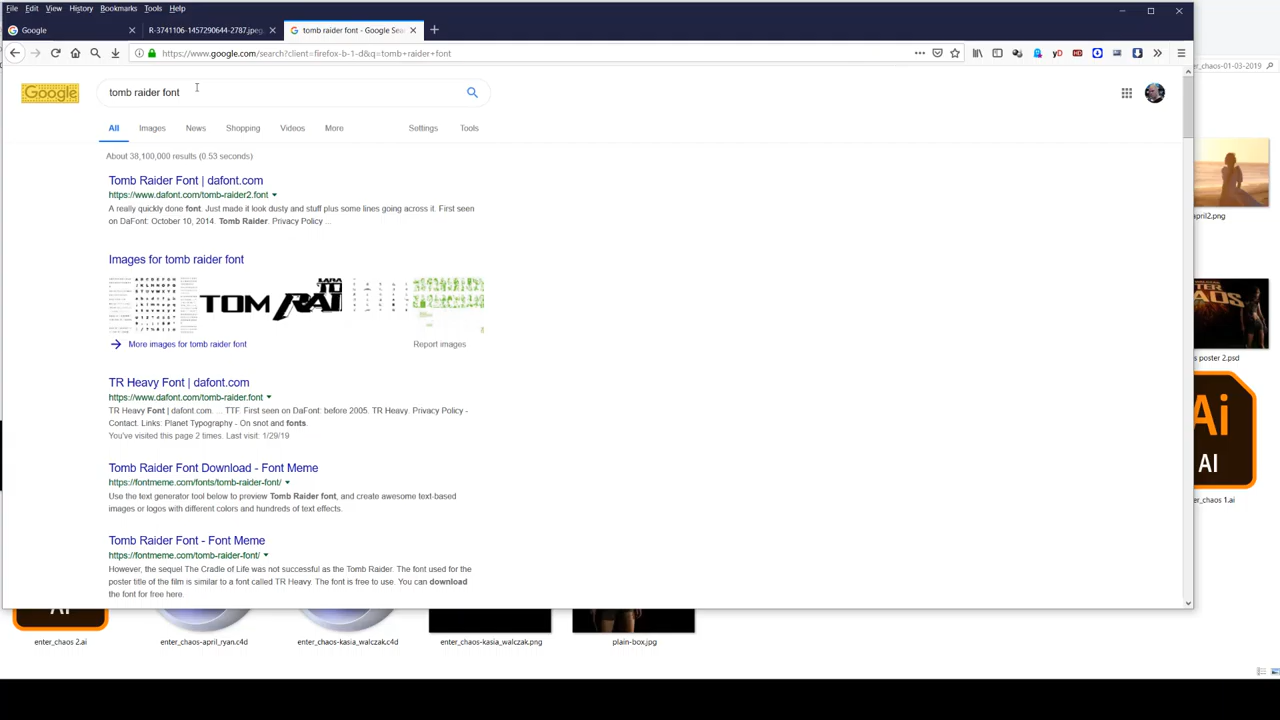 File Edit View History Bookmarks Tools Help
Google
R-3741106-1457290644-2787.jpeg
tomb raider font - Google Sea
https://www.google.com/search?client=firefox-b-1-d&q=tomb+raider+font
er_chaos-01-03-2019
Google
tomb raider font
All Images News Shopping Videos More Settings Tools
About 38,100,000 results (0.53 seconds)
Tomb Raider Font | dafont.com
https://www.dafont.com/tomb-raider2.font
A really quickly done font. Just made it look dusty and stuff plus some lines going across it. First seen
on DaFont: October 10, 2014. Tomb Raider. Privacy Policy ...
april2.png
Images for tomb raider font
TOM RAI
More images for tomb raider font
Report images
s poster 2.psd
TR Heavy Font | dafont.com
https://www.dafont.com/tomb-raider.font
TR Heavy Font | dafont.com. ... TTF. First seen on DaFont: before 2005. TR Heavy. Privacy Policy -
Contact. Links: Planet Typography - On snot and fonts.
You've visited this page 2 times. Last visit: 1/29/19
Ai
AI
er_chaos 1.ai
Tomb Raider Font Download - Font Meme
https://fontmeme.com/fonts/tomb-raider-font/
Use the text generator tool below to preview Tomb Raider font, and create awesome text-based
images or logos with different colors and hundreds of text effects.
Tomb Raider Font - Font Meme
https://fontmeme.com/tomb-raider-font/
However, the sequel The Cradle of Life was not successful as the Tomb Raider. The font used for the
poster title of the film is similar to a font called TR Heavy. The font is free to use. You can download
the font for free here.
enter_chaos 2.ai
enter_chaos-april_ryan.c4d
enter_chaos-kasia_walczak.c4d
enter_chaos-kasia_walczak.png
plain-box.jpg